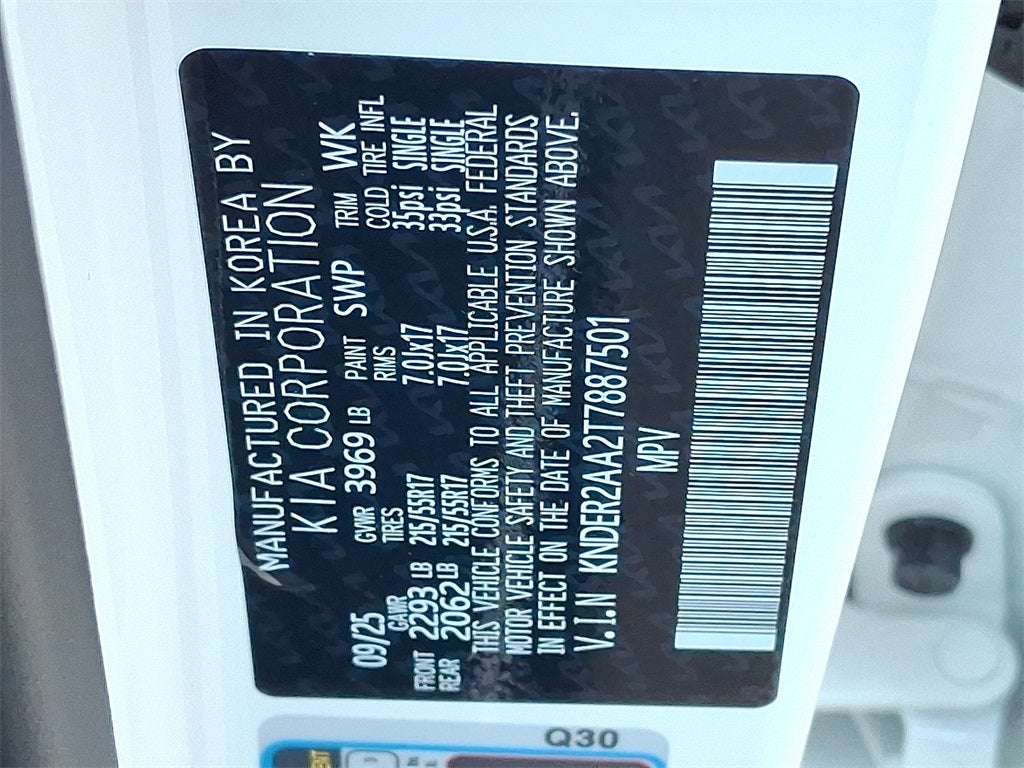 MANUFACTURED IN KOREA BY
KIA CORPORATION
09/25 GVWR 3969 LB PAINT SWP TRIM WK
GAWR TIRES RIMS COLD TIRE INFL
FRONT 2293 LB 215/55R17 7.0Jx17 35psi SINGLE
REAR 2062 LB 215/55R17 7.0Jx17 33psi SINGLE
THIS VEHICLE CONFORMS TO ALL APPLICABLE U.S.A. FEDERAL
MOTOR VEHICLE SAFETY AND THEFT PREVENTION STANDARDS
IN EFFECT ON THE DATE OF MANUFACTURE SHOWN ABOVE.
V.I.N KNDER2AA2T7887501
MPV
Q30